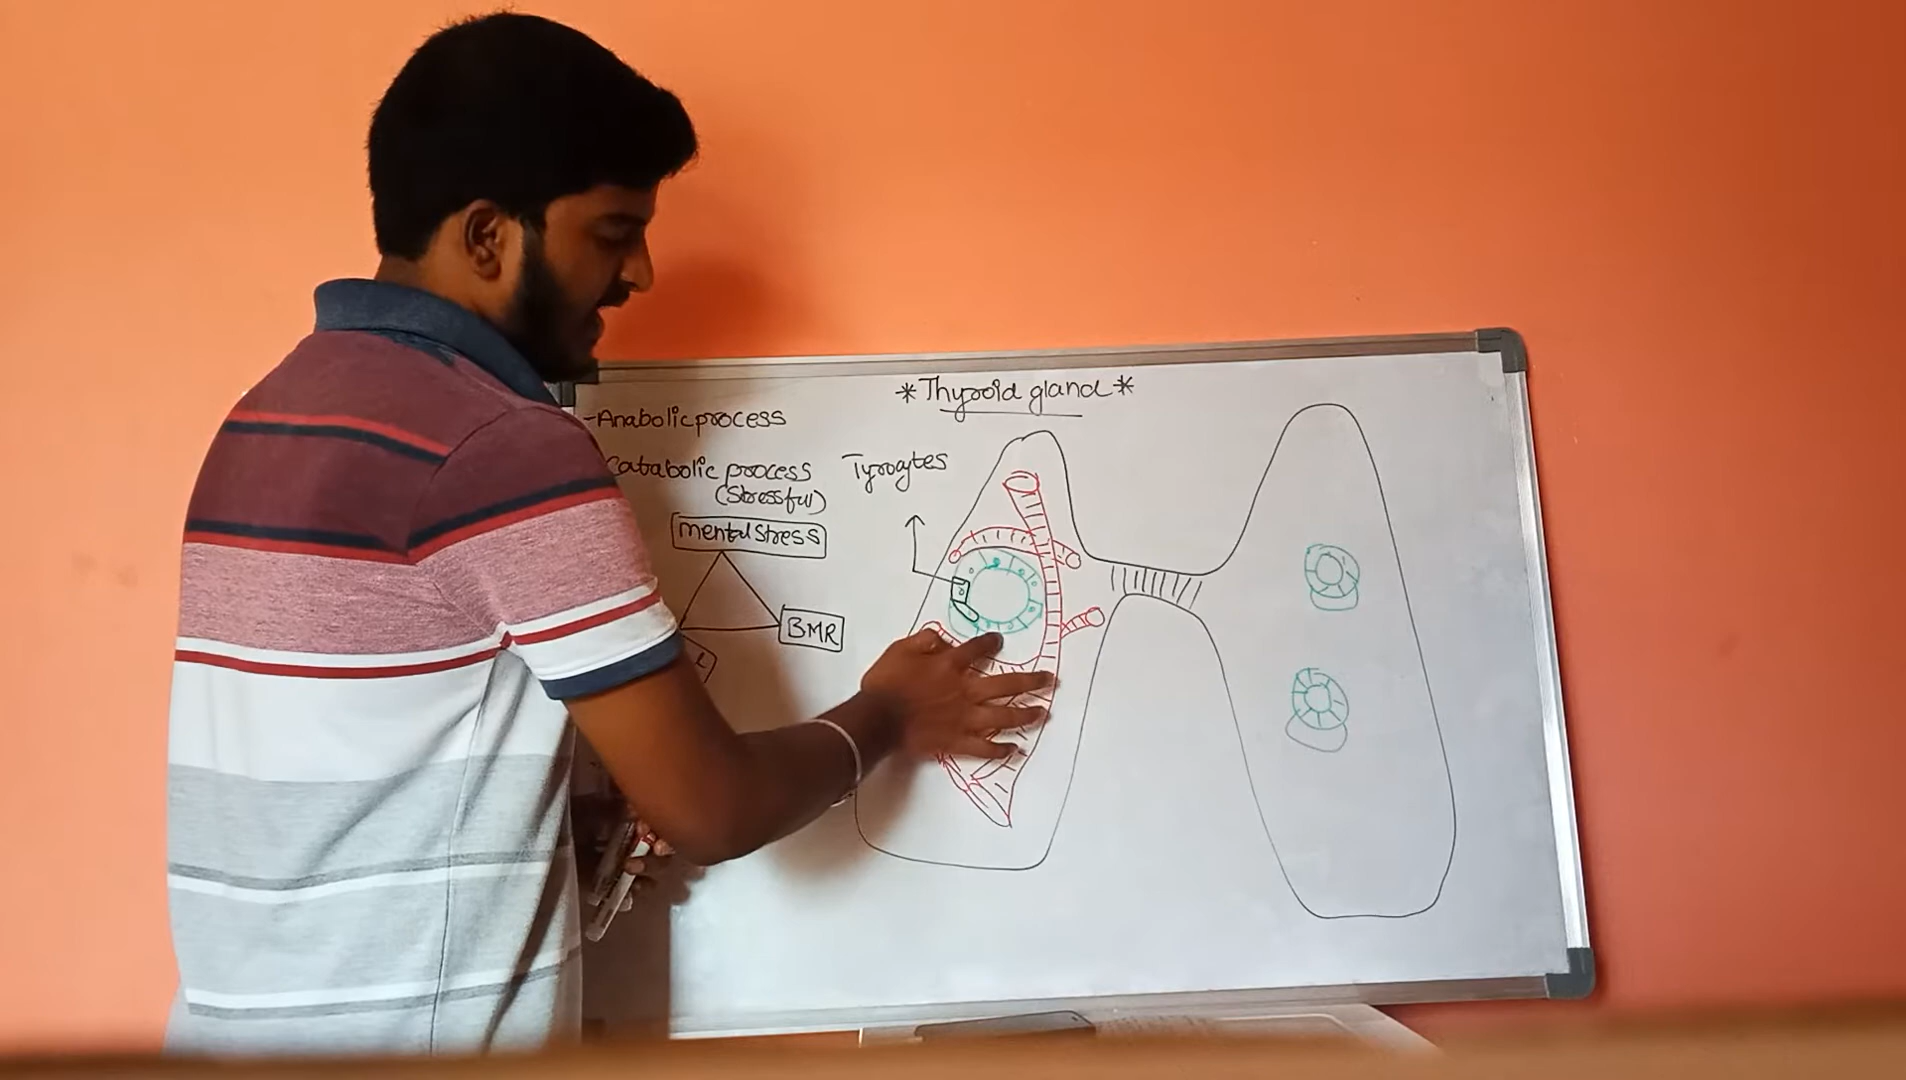 *Thyroid gland*
-Anabolic process
Catabolic process
(Stressful)
Tyrocytes
mental stress
BMR